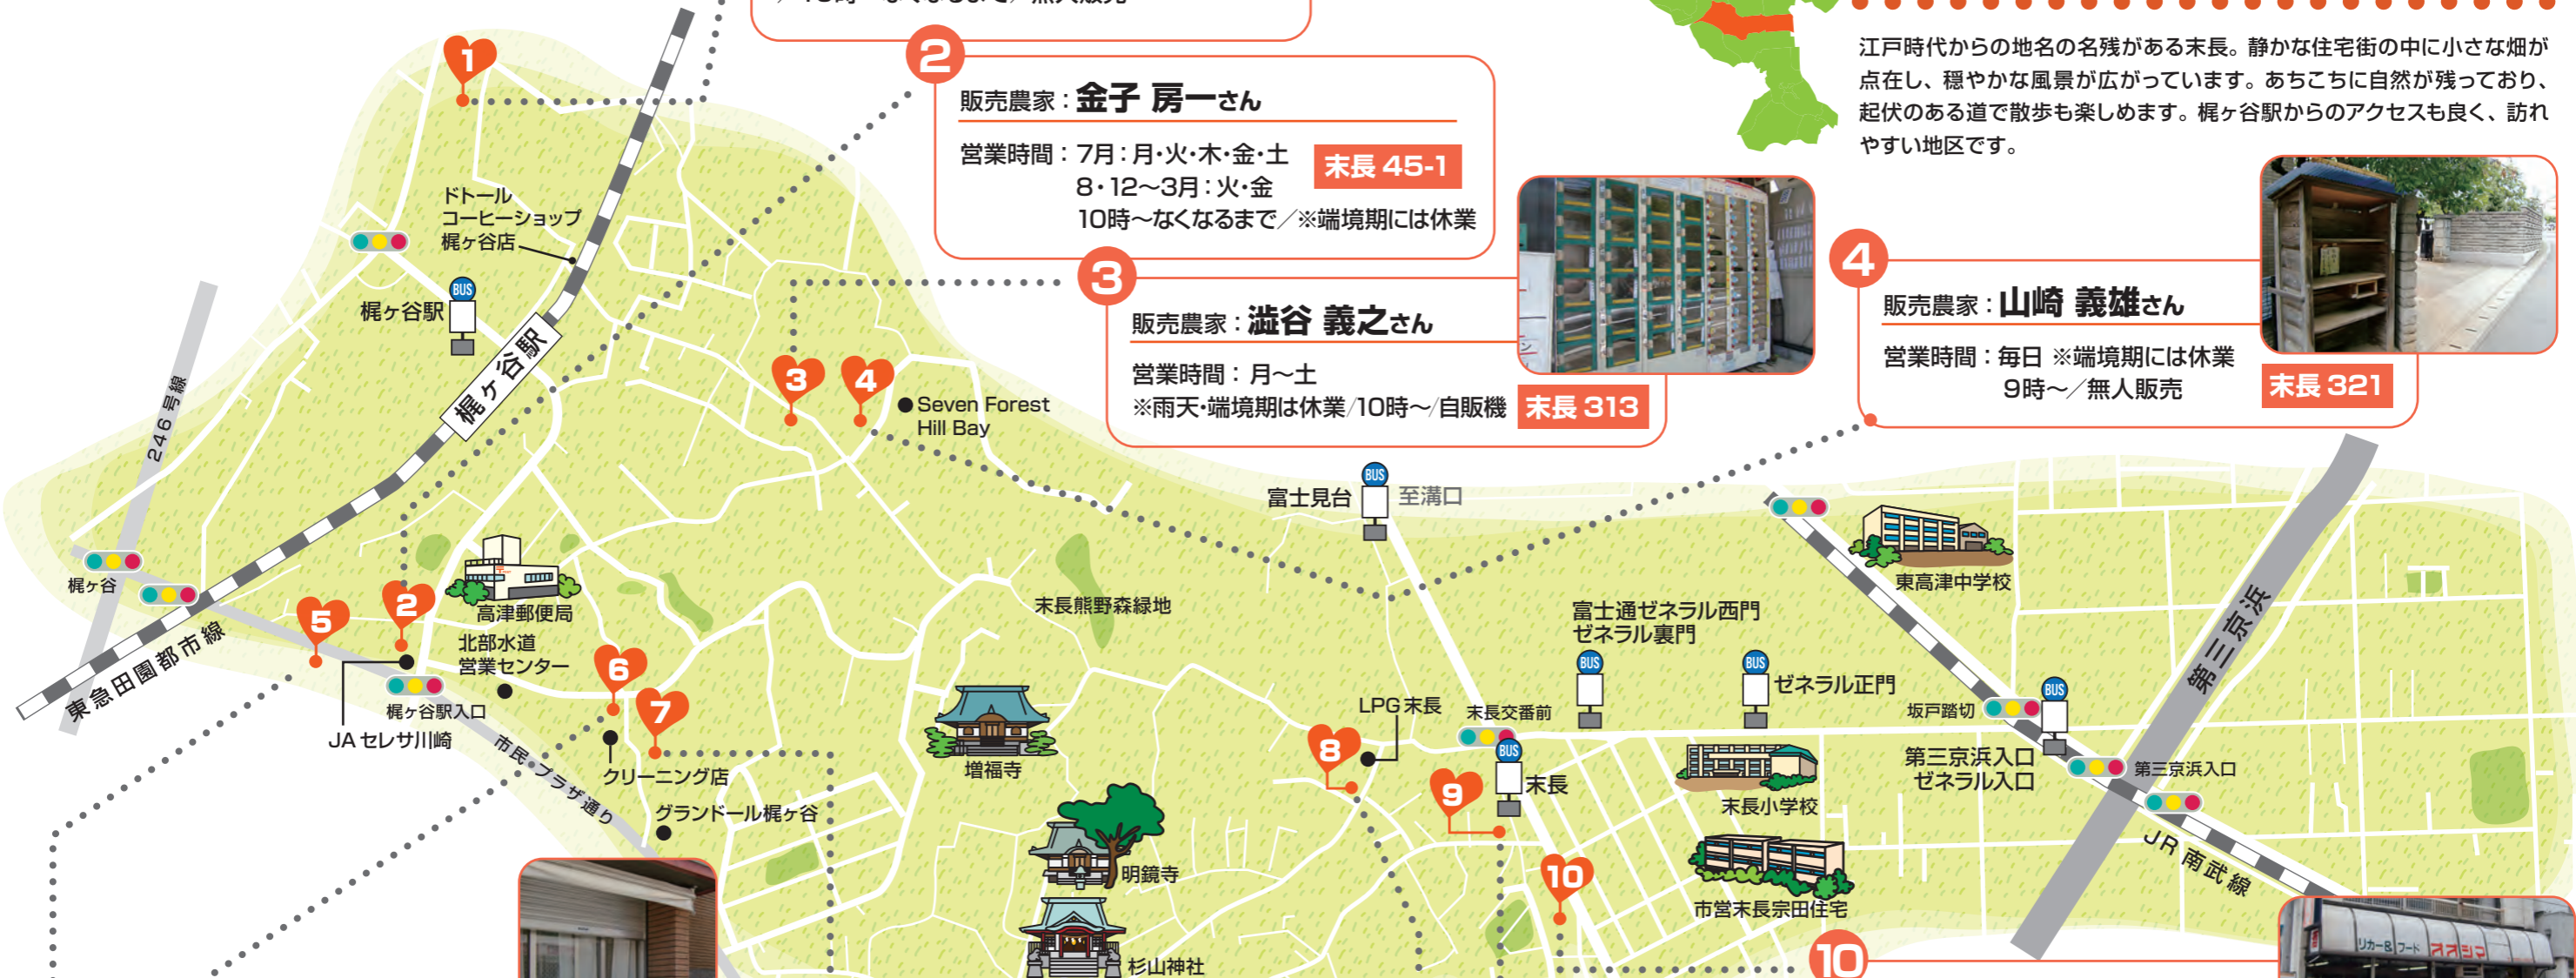 江戸時代からの地名の名残がある末長。静かな住宅街の中に小さな畑が
点在し、穏やかな風景が広がっています。あちこちに自然が残っており、
起伏のある道で散歩も楽しめます。梶ヶ谷駅からのアクセスも良く、訪れ
やすい地区です。
2
販売農家：金子 房一さん
営業時間：7月：月・火・木・金・土
8・12～3月：火・金
10時～なくなるまで／※端境期には休業
末長 45-1
3
販売農家：澁谷 義之さん
営業時間：月～土
※雨天・端境期は休業/10時～/自販機
末長 313
4
販売農家：山崎 義雄さん
営業時間：毎日 ※端境期には休業
9時～／無人販売
末長 321
1
ドトール
コーヒーショップ
梶ヶ谷店
BUS
梶ヶ谷駅
梶ヶ谷駅
246号線
3
4
Seven Forest
Hill Bay
BUS
富士見台
至溝口
梶ヶ谷
東急田園都市線
5
2
高津郵便局
北部水道
営業センター
梶ヶ谷駅入口
JAセレサ川崎
市民プラザ通り
6
7
クリーニング店
グランドール梶ヶ谷
末長熊野森緑地
増福寺
明鏡寺
杉山神社
8
LPG末長
末長交番前
BUS
末長
9
10
富士通ゼネラル西門
ゼネラル裏門
BUS
BUS
ゼネラル正門
末長小学校
市営末長宗田住宅
東高津中学校
第三京浜
坂戸踏切
BUS
第三京浜入口
ゼネラル入口
第三京浜入口
JR南武線
10
リカー&フード